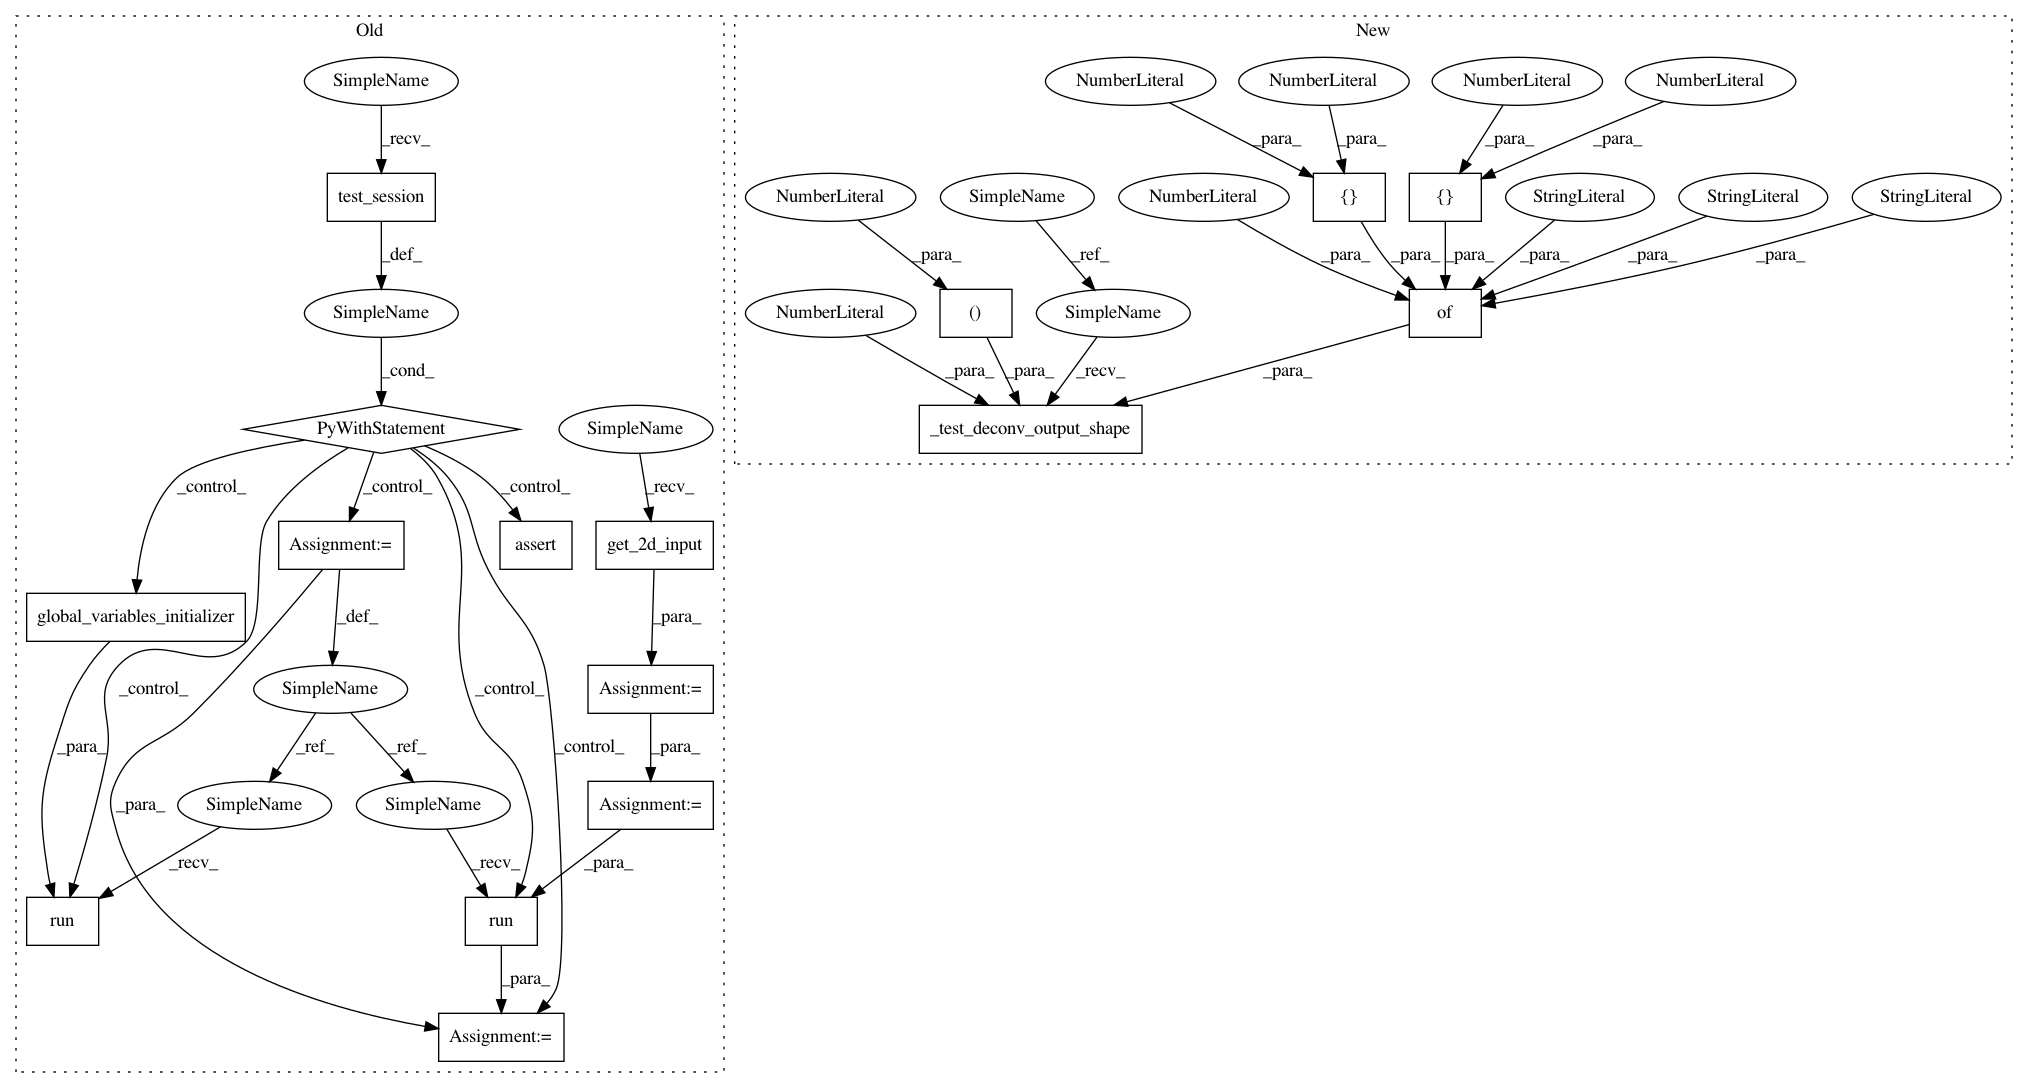 Old
New
SimpleName
NumberLiteral
NumberLiteral
NumberLiteral
NumberLiteral
_recv_
_para_
_para_
_para_
_para_
test_session
NumberLiteral
SimpleName
NumberLiteral
{}
{}
StringLiteral
StringLiteral
StringLiteral
_def_
_para_
_ref_
_para_
_para_
_para_
_para_
_para_
_para_
SimpleName
NumberLiteral
()
SimpleName
of
_cond_
_para_
_para_
_recv_
_para_
PyWithStatement
SimpleName
_test_deconv_output_shape
_control_
_control_
_control_
_recv_
Assignment:=
assert
get_2d_input
global_variables_initializer
_def_
_para_
_control_
_control_
SimpleName
Assignment:=
_para_
_ref_
_ref_
_control_
_para_
_para_
SimpleName
SimpleName
Assignment:=
_recv_
_recv_
_para_
run
run
_para_
Assignment:=